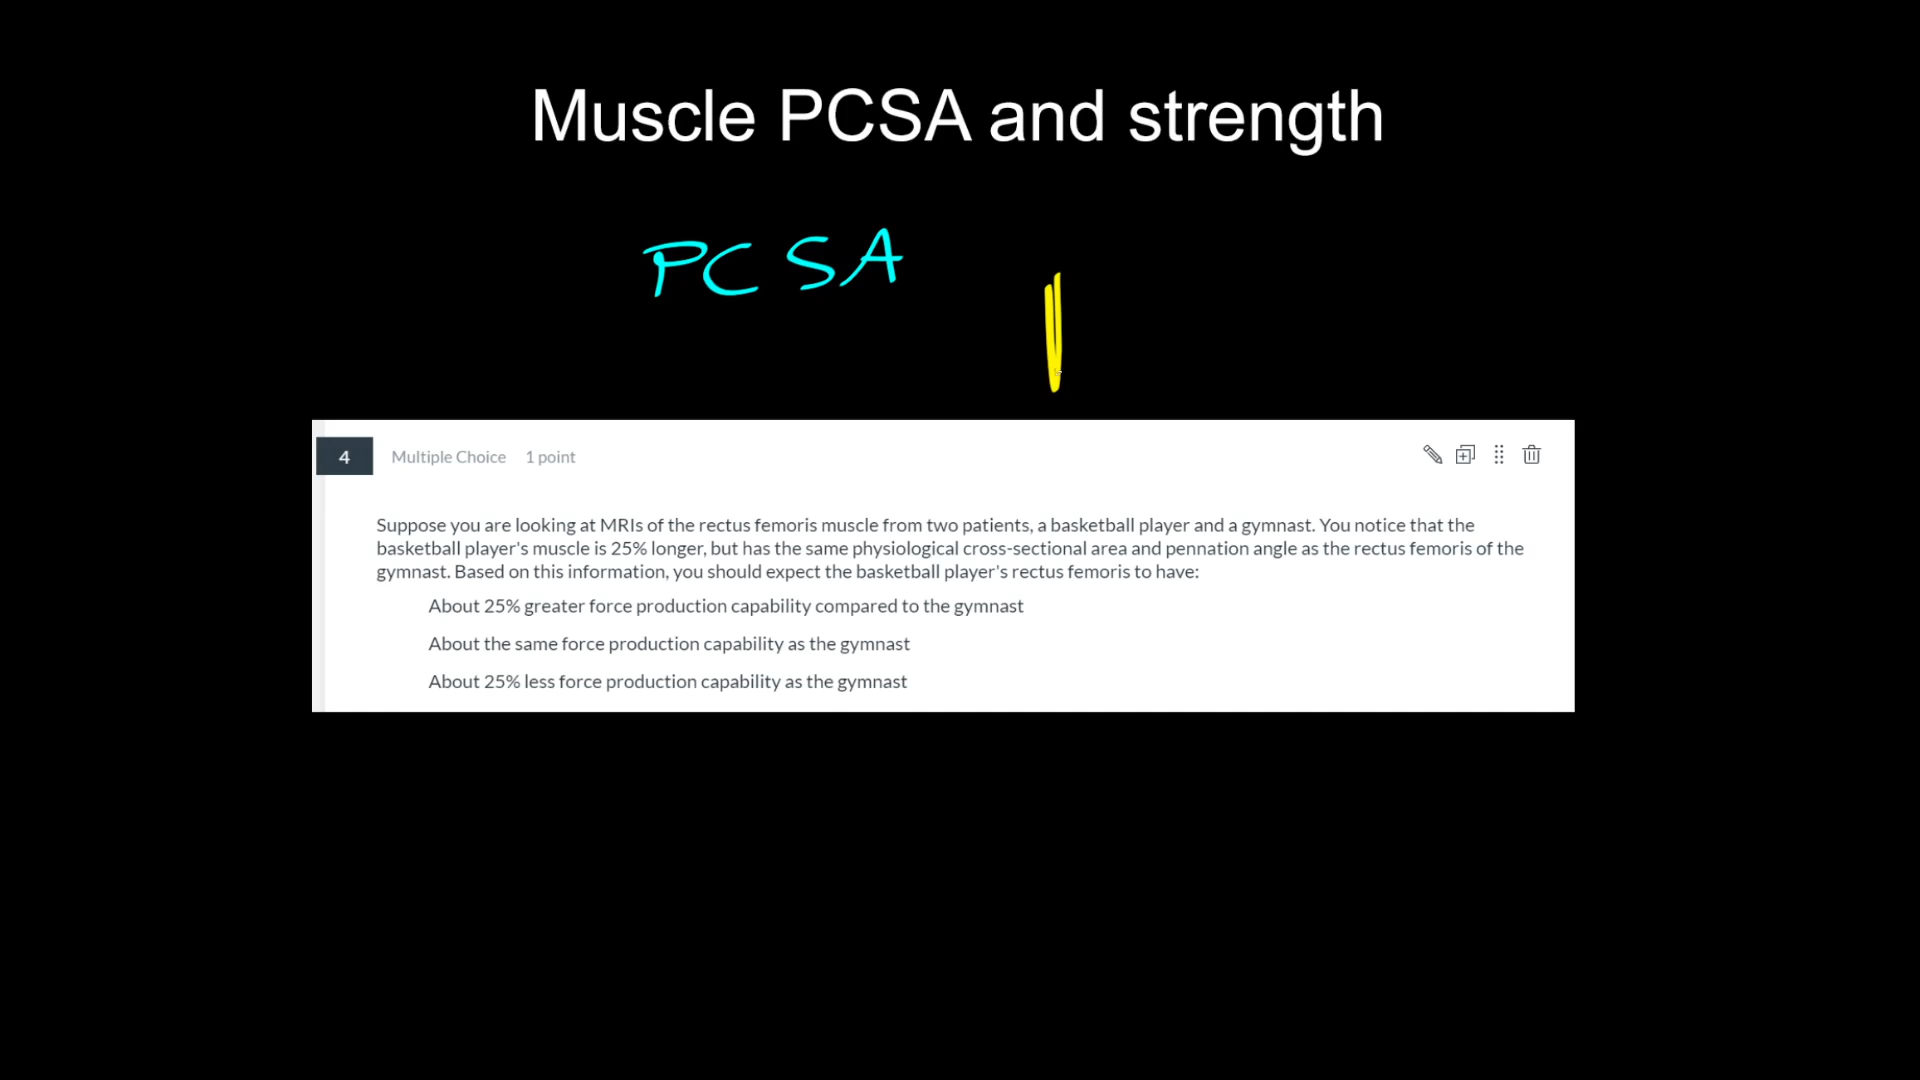 Muscle PCSA and strength
PCSA
4 Multiple Choice 1 point
Suppose you are looking at MRIs of the rectus femoris muscle from two patients, a basketball player and a gymnast. You notice that the
basketball player's muscle is 25% longer, but has the same physiological cross-sectional area and pennation angle as the rectus femoris of the
gymnast. Based on this information, you should expect the basketball player's rectus femoris to have:
About 25% greater force production capability compared to the gymnast
About the same force production capability as the gymnast
About 25% less force production capability as the gymnast